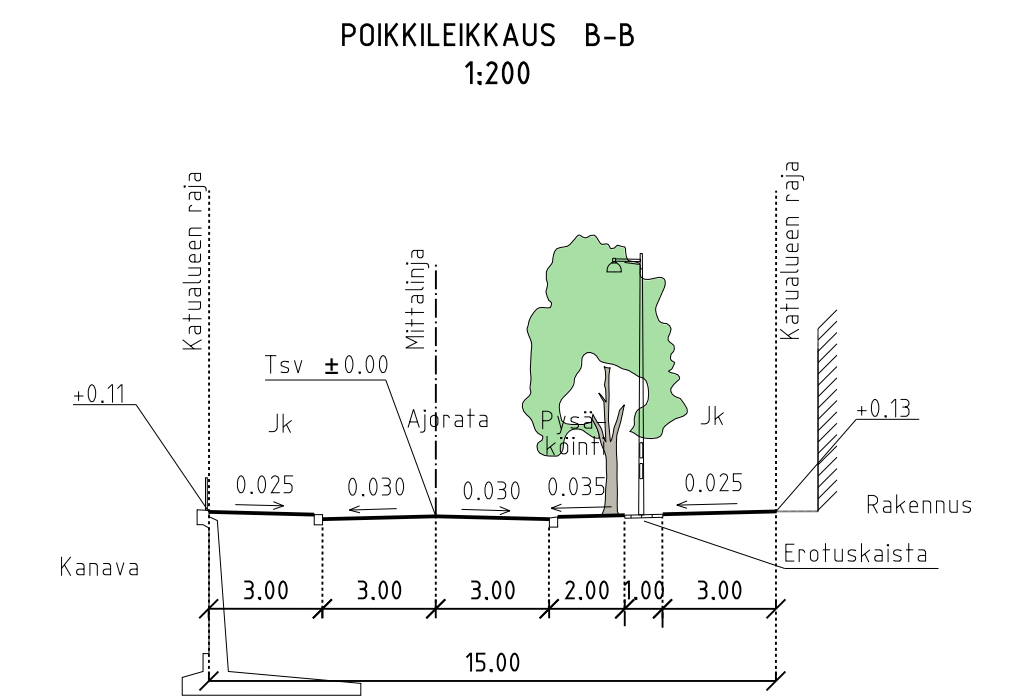 POIKKILEIKKAUS B-B
1:200
Katualueen raja
Mittalinja
Katualueen raja
Tsv ±0.00
+0.11
Jk
Ajorata
Pysä
köinti
Jk
+0.13
0.025
0.030
0.030
0.035
0.025
Rakennus
Kanava
Erotuskaista
3.00
3.00
3.00
2.00
1.00
3.00
15.00